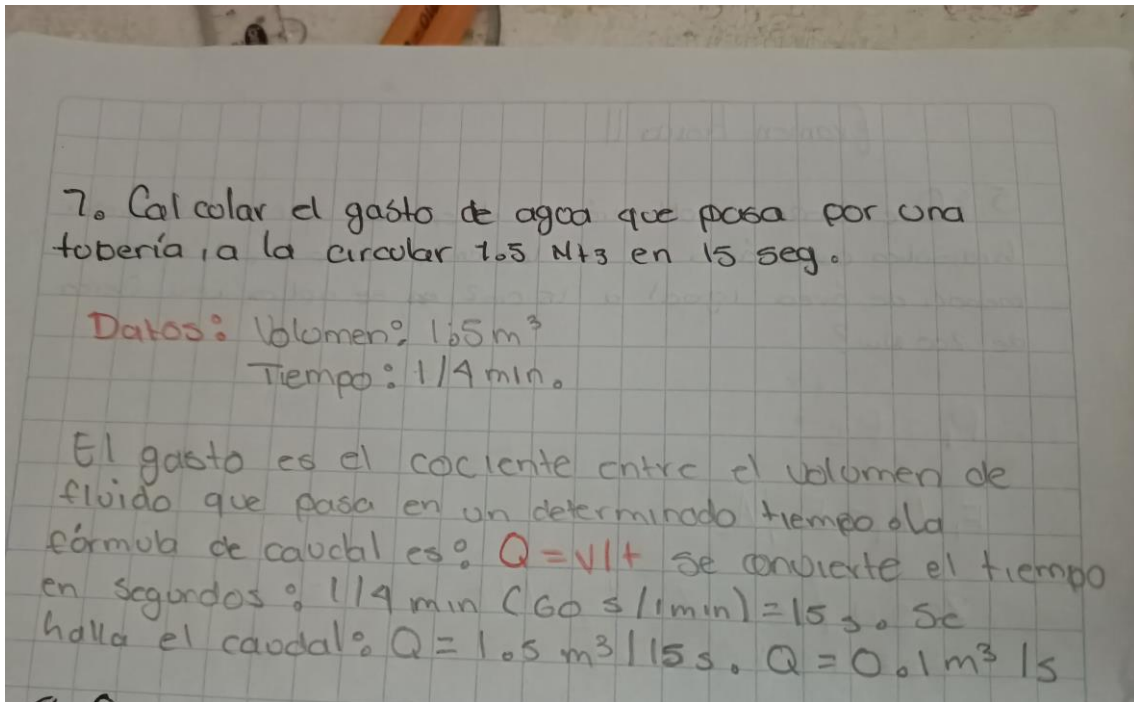 7. Calcular el gasto de agua que pasa por una
tubería, a la circular 1.5 Mt3 en 15 seg.
Datos: Volumen: 1.5 m³
Tiempo: 1/4 min.
El gasto es el cociente entre el volumen de
fluido que pasa en un determinado tiempo. La
fórmula de caudal es: Q = v/t se convierte el tiempo
en segundos: 1/4 min (60 s/1min) = 15 s. Se
halla el caudal: Q = 1.5 m³/15 s. Q = 0.1 m³/s